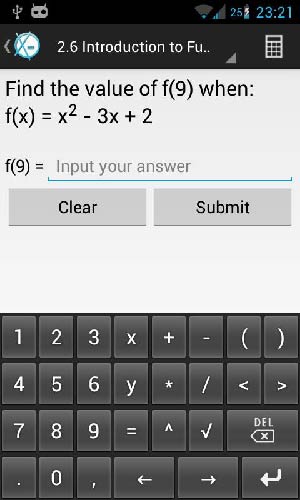 25 23:21
2.6 Introduction to Fu..
Find the value of f(9) when:
f(x) = x² - 3x + 2
f(9) = Input your answer
Clear Submit
1 2 3 x + - ( )
4 5 6 y * / < >
7 8 9 = ^ √ DEL
. 0 , ← → ↵